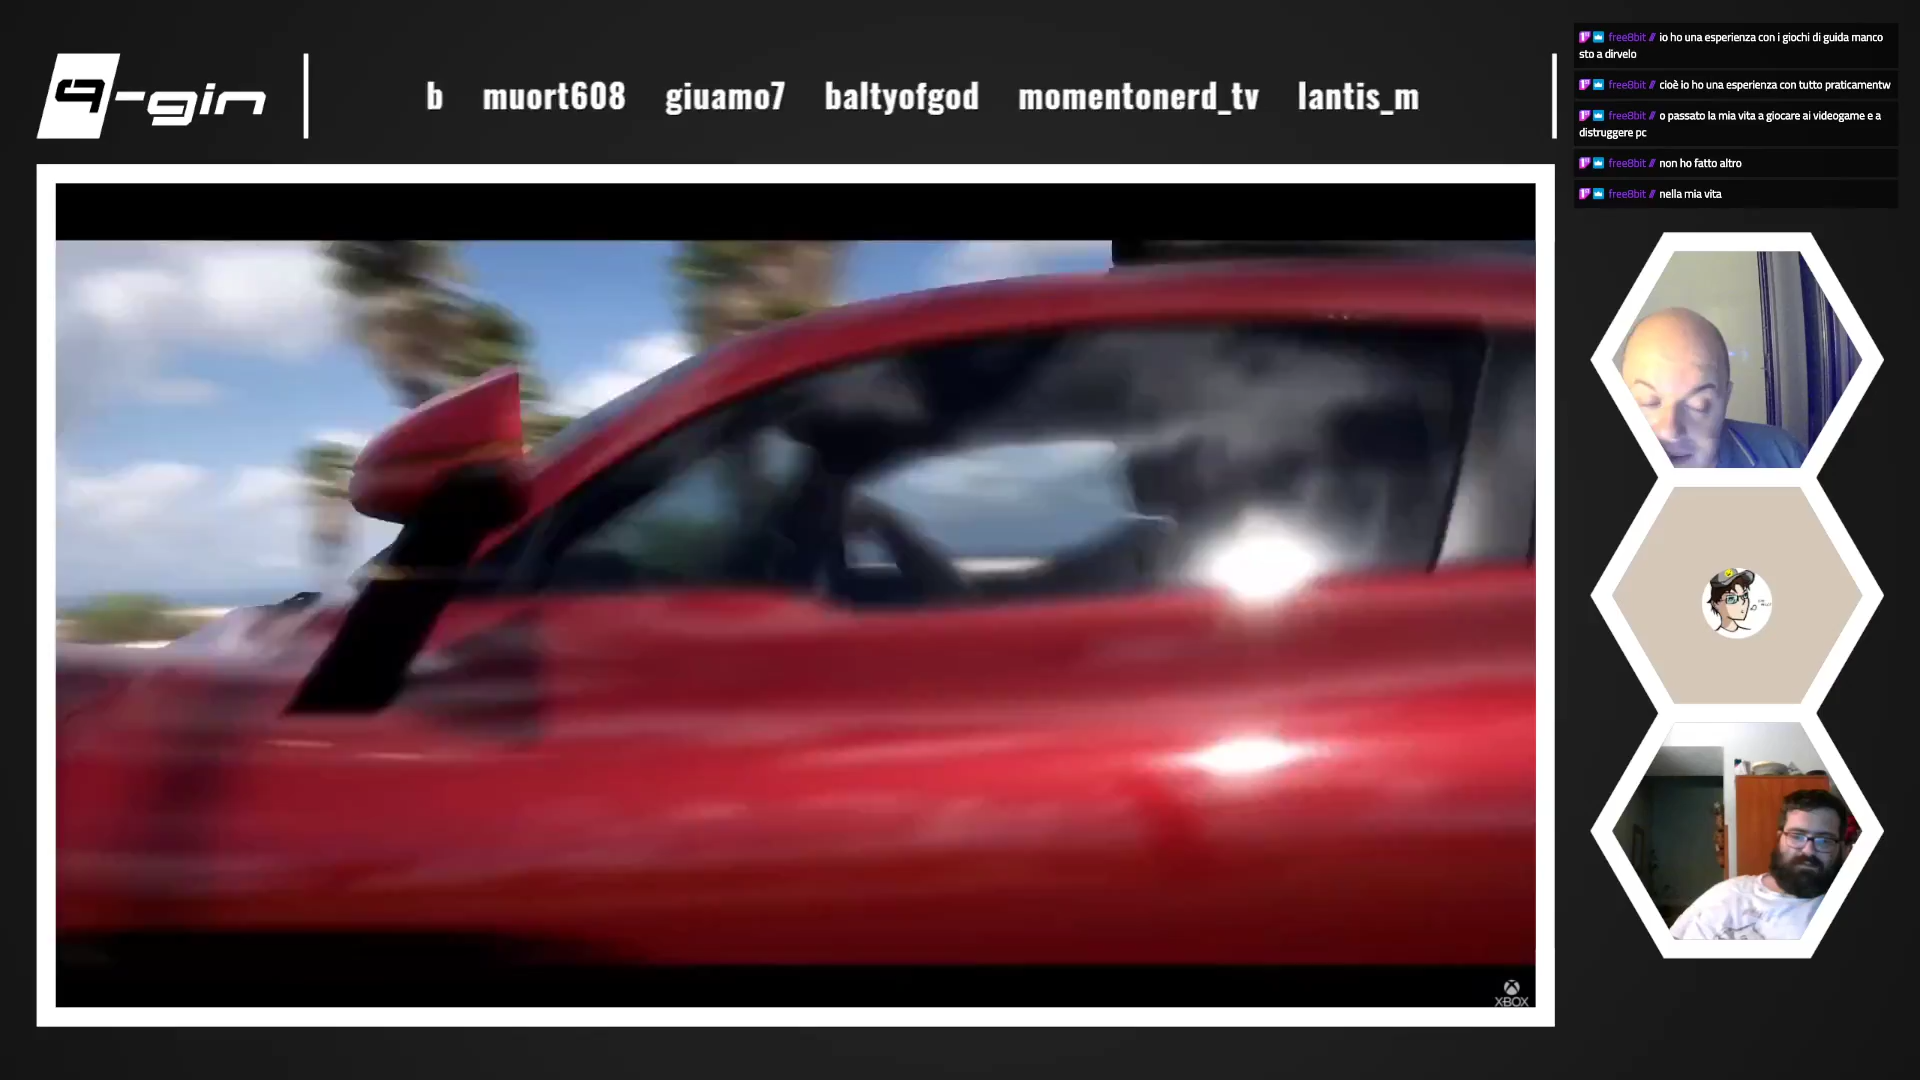 9-gin
b muort608 giuamo7 baltyofgod momentonerd_tv lantis_m
free8bit // io ho una esperienza con i giochi di guida manco
sto a dirvelo
free8bit // cioè io ho una esperienza con tutto praticamentw
free8bit // o passato la mia vita a giocare ai videogame e a
distruggere pc
free8bit // non ho fatto altro
free8bit // nella mia vita
XBOX